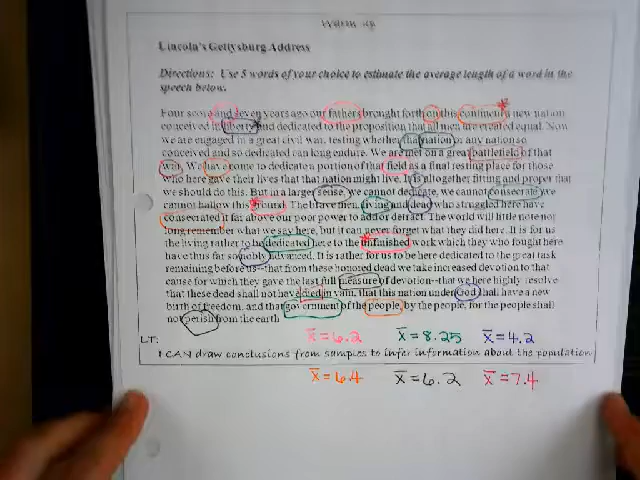 Lincoln's Gettysburg Address
Directions: Use 5 words of your choice to estimate the average length of a word in the
speech below.
Four score and seven years ago our fathers brought forth on this continent a new nation
conceived in liberty and dedicated to the proposition that all men are created equal. Now
we are engaged in a great civil war, testing whether that nation or any nation so
conceived and so dedicated can long endure. We are met on a great battlefield of that
war. We have come to dedicate a portion of that field as a final resting place for those
who here gave their lives that that nation might live. It is altogether fitting and proper that
we should do this. But in a larger sense, we cannot dedicate, we cannot consecrate we
cannot hallow this ground. The brave men, living and dead who struggled here have
consecrated it far above our poor power to add or detract. The world will little note nor
long remember what we say here, but it can never forget what they did here. It is for us
the living rather to be dedicated here to the unfinished work which they who fought here
have thus far so nobly advanced. It is rather for us to be here dedicated to the great task
remaining before us--that from these honored dead we take increased devotion to that
cause for which they gave the last full measure of devotion--that we here highly resolve
that these dead shall not have died in vain, that this nation under God shall have a new
birth of freedom, and that government of the people, by the people, for the people shall
not perish from the earth
x̄=6.2 x̄=8.25 x̄=4.2
LT:
I CAN draw conclusions from samples to infer information about the population
x̄=6.4 x̄=6.2 x̄=7.4